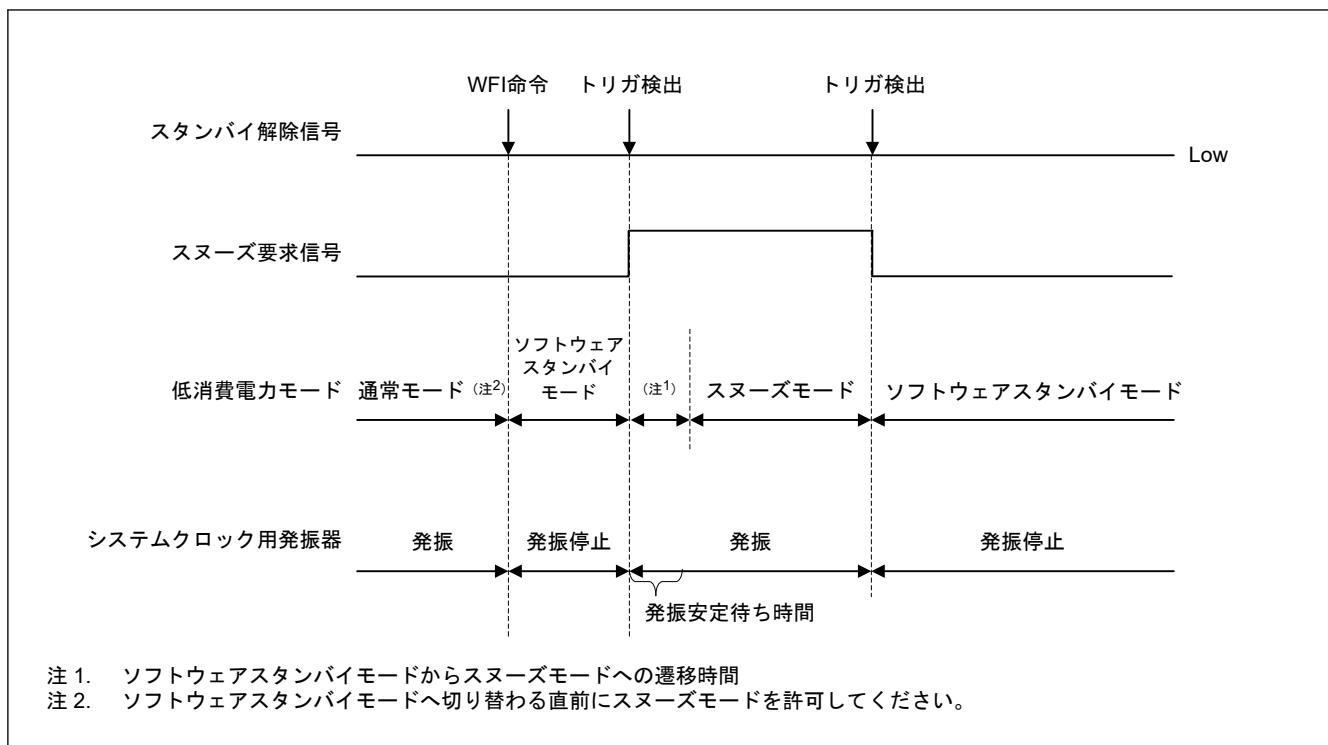 WFI命令 トリガ検出 トリガ検出
スタンバイ解除信号
Low
スヌーズ要求信号
ソフトウェア
スタンバイ
モード
低消費電力モード 通常モード（注2） （注1） スヌーズモード ソフトウェアスタンバイモード
システムクロック用発振器 発振 発振停止 発振 発振停止
発振安定待ち時間
注 1. ソフトウェアスタンバイモードからスヌーズモードへの遷移時間
注 2. ソフトウェアスタンバイモードへ切り替わる直前にスヌーズモードを許可してください。